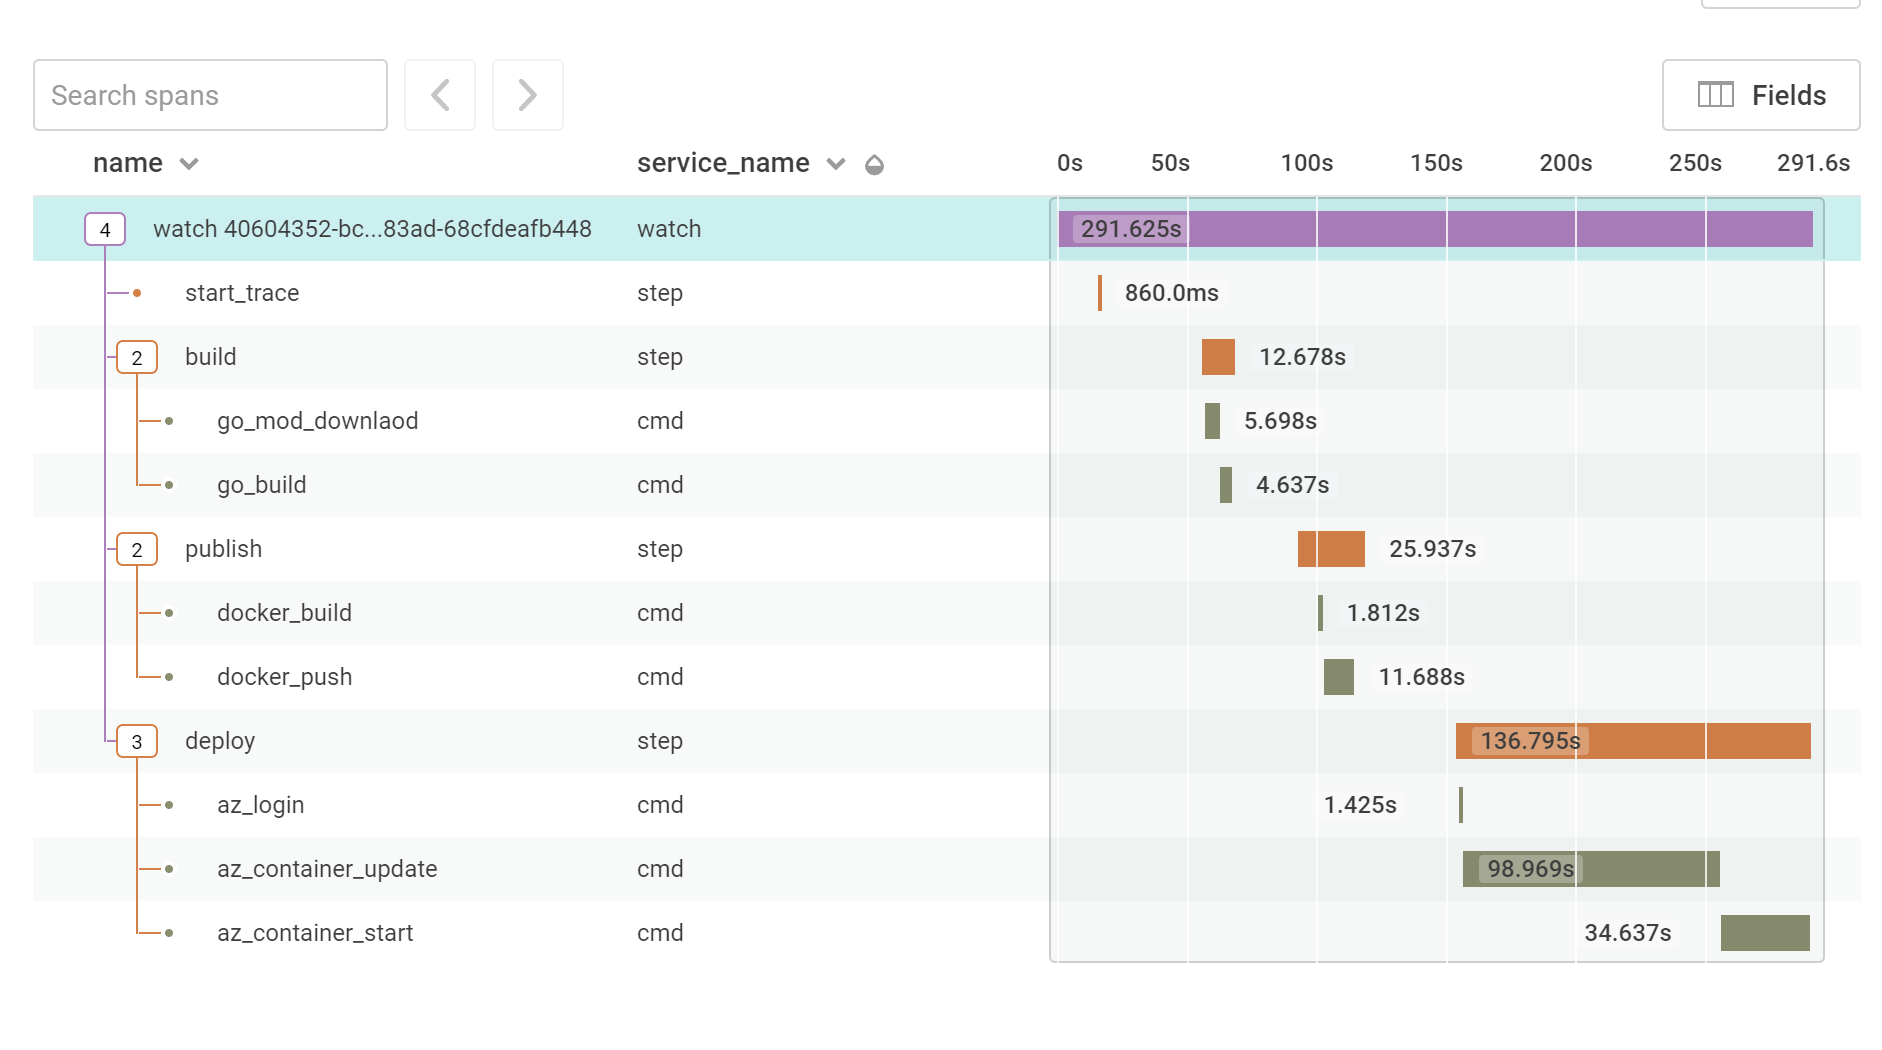 Search spans
Fields
name service_name 0s 50s 100s 150s 200s 250s 291.6s
4 watch 40604352-bc...83ad-68cfdeafb448 watch 291.625s
start_trace step 860.0ms
2 build step 12.678s
go_mod_downlaod cmd 5.698s
go_build cmd 4.637s
2 publish step 25.937s
docker_build cmd 1.812s
docker_push cmd 11.688s
3 deploy step 136.795s
az_login cmd 1.425s
az_container_update cmd 98.969s
az_container_start cmd 34.637s